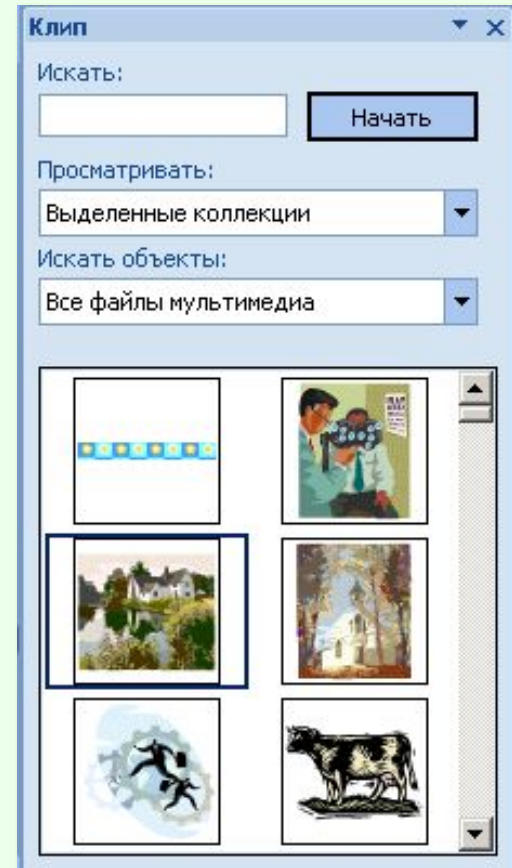 Клип
Искать:
Начать
Просматривать:
Выделенные коллекции
Искать объекты:
Все файлы мультимедиа